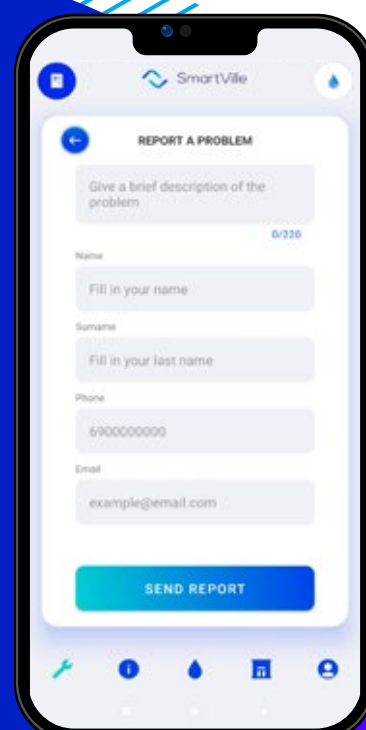 SmartVille
REPORT A PROBLEM
Give a brief description of the
problem
0/220
Name
Fill in your name
Surname
Fill in your last name
Phone
6900000000
Email
example@email.com
SEND REPORT